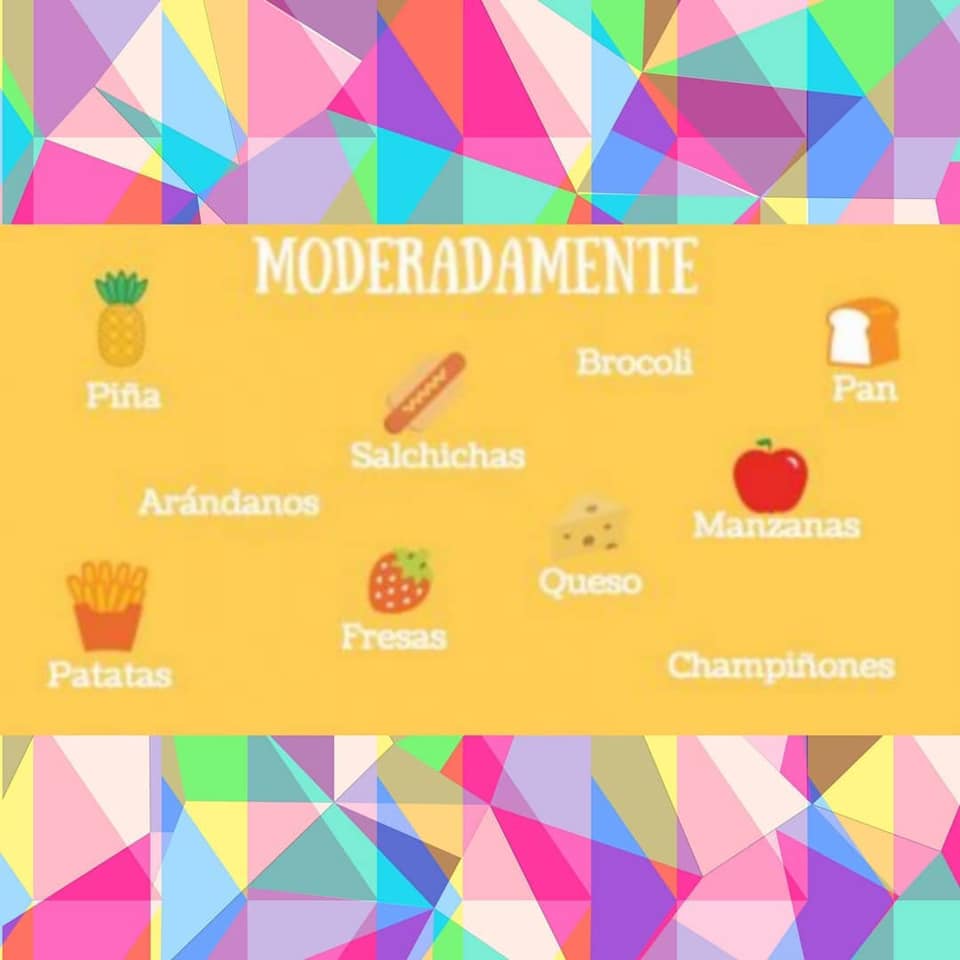 MODERADAMENTE
Piña
Salchichas
Brocoli
Pan
Arándanos
Queso
Manzanas
Patatas
Fresas
Champiñones